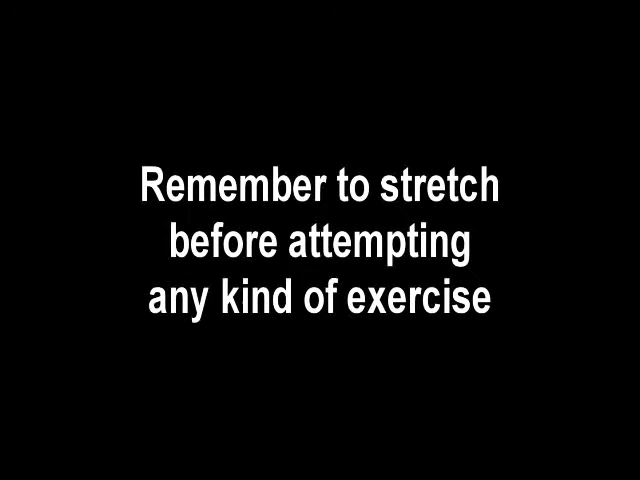 Remember to stretch
before attempting
any kind of exercise